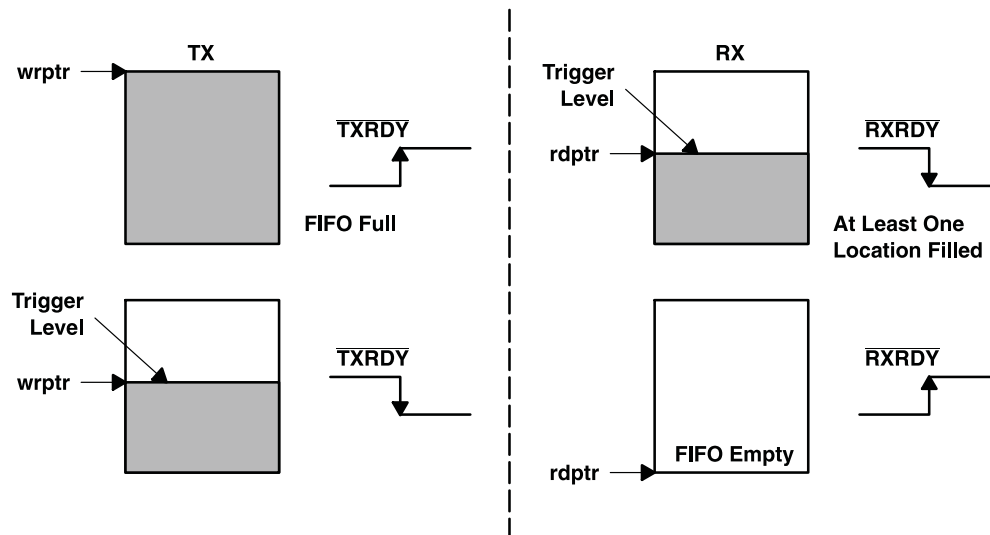 TX
wrptr
TXRDY
FIFO Full
Trigger
Level
wrptr
TXRDY
RX
Trigger
Level
rdptr
RXRDY
At Least One
Location Filled
RXRDY
FIFO Empty
rdptr